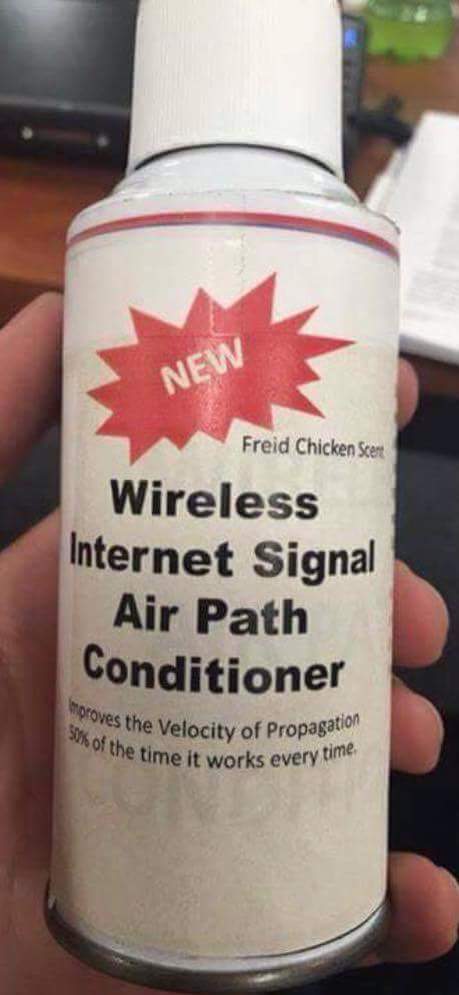 NEW
Freid Chicken Scent
Wireless
Internet Signal
Air Path
Conditioner
Improves the Velocity of Propagation
50% of the time it works every time.